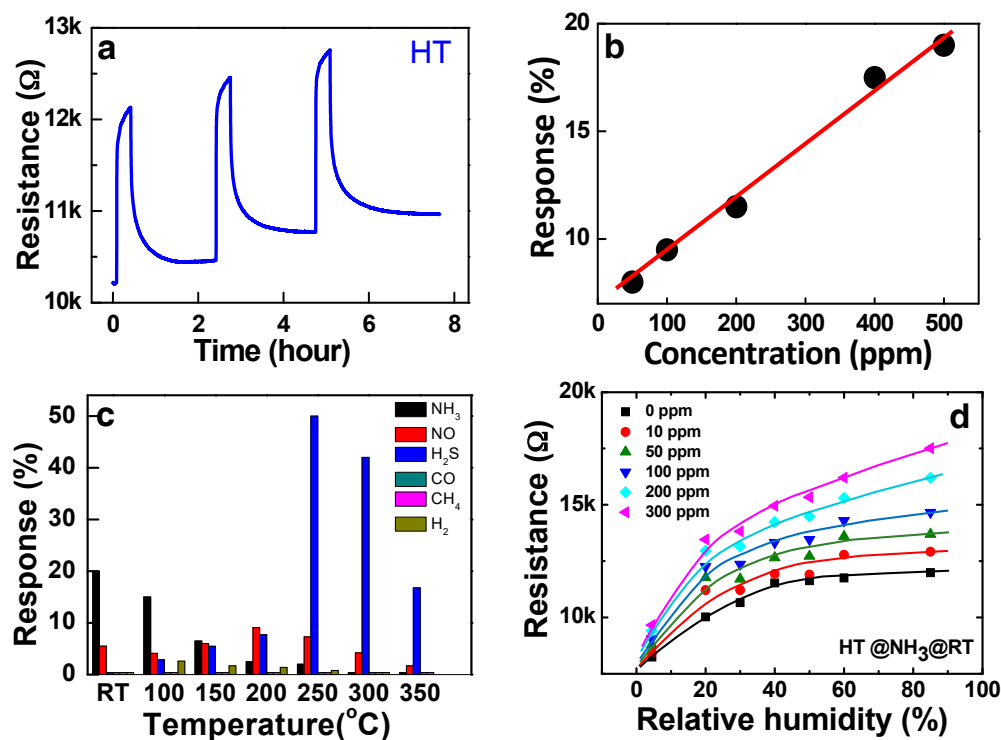 a
HT
13k
12k
11k
10k
Resistance (Ω)
0 2 4 6 8
Time (hour)
b
20
15
10
Response (%)
0 100 200 300 400 500
Concentration (ppm)
c
NH₃
NO
H₂S
CO
CH₄
H₂
50
40
30
20
10
0
Response (%)
RT 100 150 200 250 300 350
Temperature(°C)
d
0 ppm
10 ppm
50 ppm
100 ppm
200 ppm
300 ppm
20k
15k
10k
Resistance (Ω)
HT @NH₃@RT
0 20 40 60 80 100
Relative humidity (%)